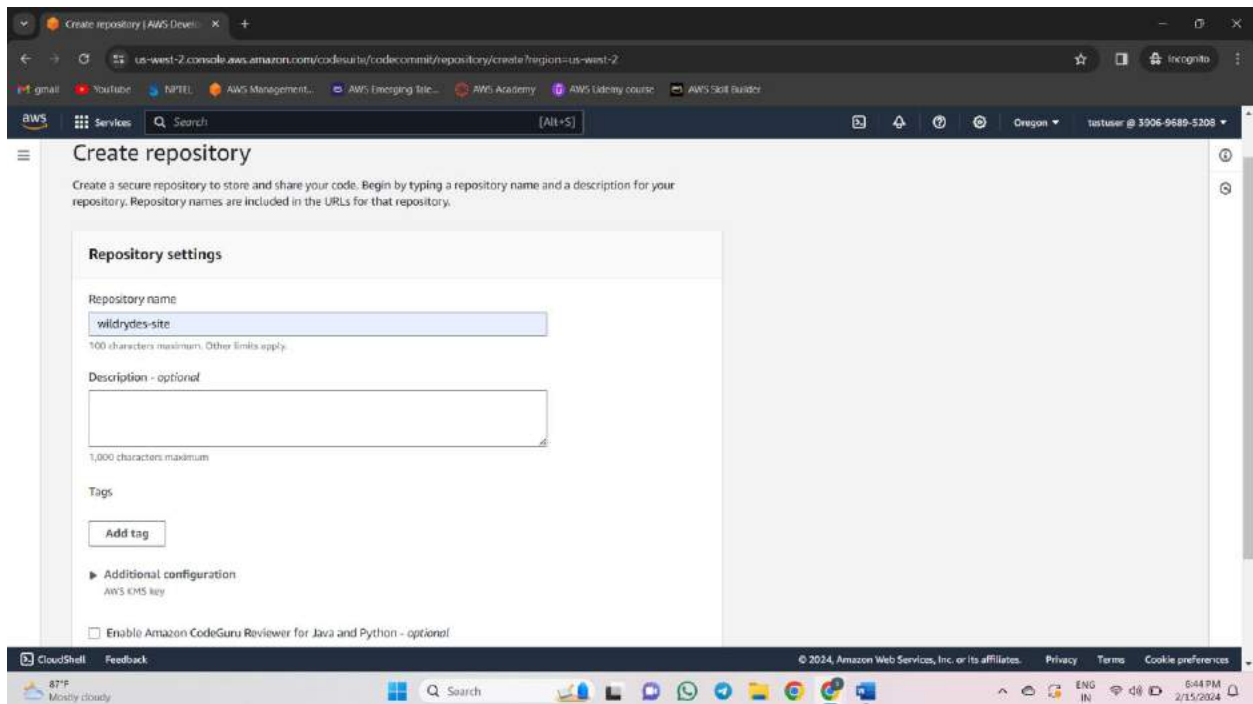 Create repository | AWS Devel
us-west-2.console.aws.amazon.com/codesuite/codecommit/repository/create?region=us-west-2
Incognito
gmail YouTube NPTEL AWS Management... AWS Emerging Tale... AWS Academy AWS Udemy course AWS Skill Builder
aws Services Search [Alt+S] Oregon testuser @ 3906-9689-5208
Create repository
Create a secure repository to store and share your code. Begin by typing a repository name and a description for your
repository. Repository names are included in the URLs for that repository.
Repository settings
Repository name
wildrydes-site
100 characters maximum. Other limits apply.
Description - optional
1,000 characters maximum
Tags
Add tag
Additional configuration
AWS KMS key
Enable Amazon CodeGuru Reviewer for Java and Python - optional
CloudShell Feedback © 2024, Amazon Web Services, Inc. or its affiliates. Privacy Terms Cookie preferences
87°F
Mostly cloudy
Search
ENG
IN
6:44 PM
2/15/2024